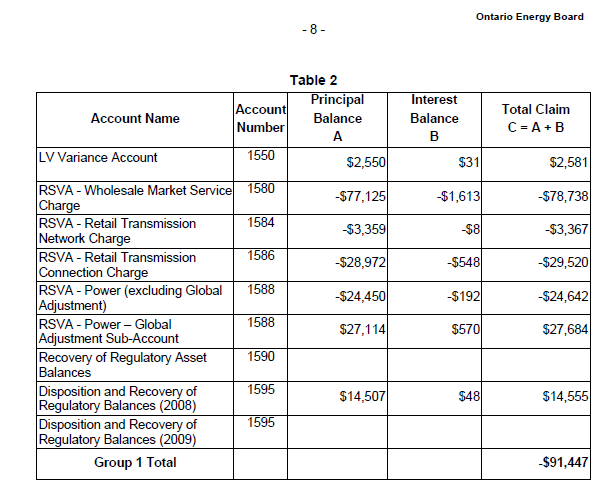 Ontario Energy Board
- 8 -
Table 2
Account Name
Account
Number
Principal
Balance
A
Interest
Balance
B
Total Claim
C = A + B
LV Variance Account 1550 $2,550 $31 $2,581
RSVA - Wholesale Market Service
Charge
1580 -$77,125 -$1,613 -$78,738
RSVA - Retail Transmission
Network Charge
1584 -$3,359 -$8 -$3,367
RSVA - Retail Transmission
Connection Charge
1586 -$28,972 -$548 -$29,520
RSVA - Power (excluding Global
Adjustment)
1588 -$24,450 -$192 -$24,642
RSVA - Power – Global
Adjustment Sub-Account
1588 $27,114 $570 $27,684
Recovery of Regulatory Asset
Balances
1590
Disposition and Recovery of
Regulatory Balances (2008)
1595 $14,507 $48 $14,555
Disposition and Recovery of
Regulatory Balances (2009)
1595
Group 1 Total -$91,447